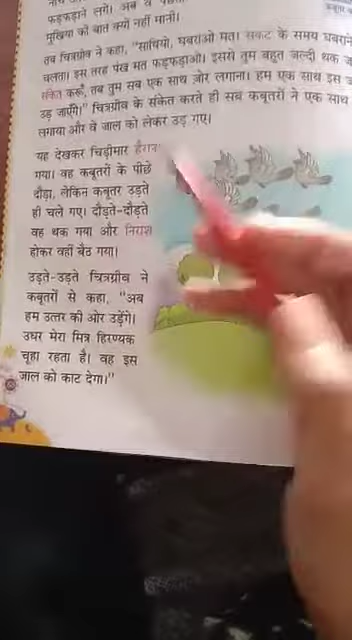 फड़फड़ाने लगे। अब वे
मुखिया की बात क्यों नहीं मानी।
तब चित्रग्रीव ने कहा, "साथियो, घबराओ मत। संकट के समय घबराने
चलता। इस तरह पंख मत फड़फड़ाओ। इससे तुम बहुत जल्दी थक
संकेत करूँ, तब तुम सब एक साथ ज़ोर लगाना। हम एक साथ इस
उड़ जाएँगे।" चित्रग्रीव के संकेत करते ही सब कबूतरों ने एक साथ
लगाया और वे जाल को लेकर उड़ गए।
यह देखकर चिड़ीमार
गया। वह कबूतरों के पीछे
दौड़ा, लेकिन कबूतर उड़ते
ही चले गए। दौड़ते-दौड़ते
वह थक गया और निराश
होकर वहीं बैठ गया।
उड़ते-उड़ते चित्रग्रीव ने
कबूतरों से कहा, "अब
हम उत्तर की ओर उड़ेंगे।
उधर मेरा मित्र हिरण्यक
चूहा रहता है। वह इस
जाल को काट देगा।"